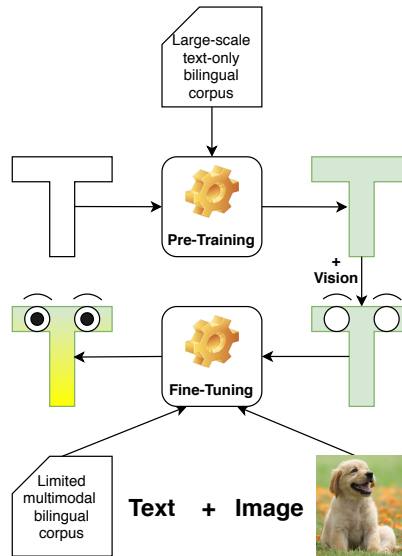 Large-scale
text-only
bilingual
corpus
T
T
Pre-Training
+
Vision
T
T
Fine-Tuning
Limited
multimodal
bilingual
corpus
Text + Image